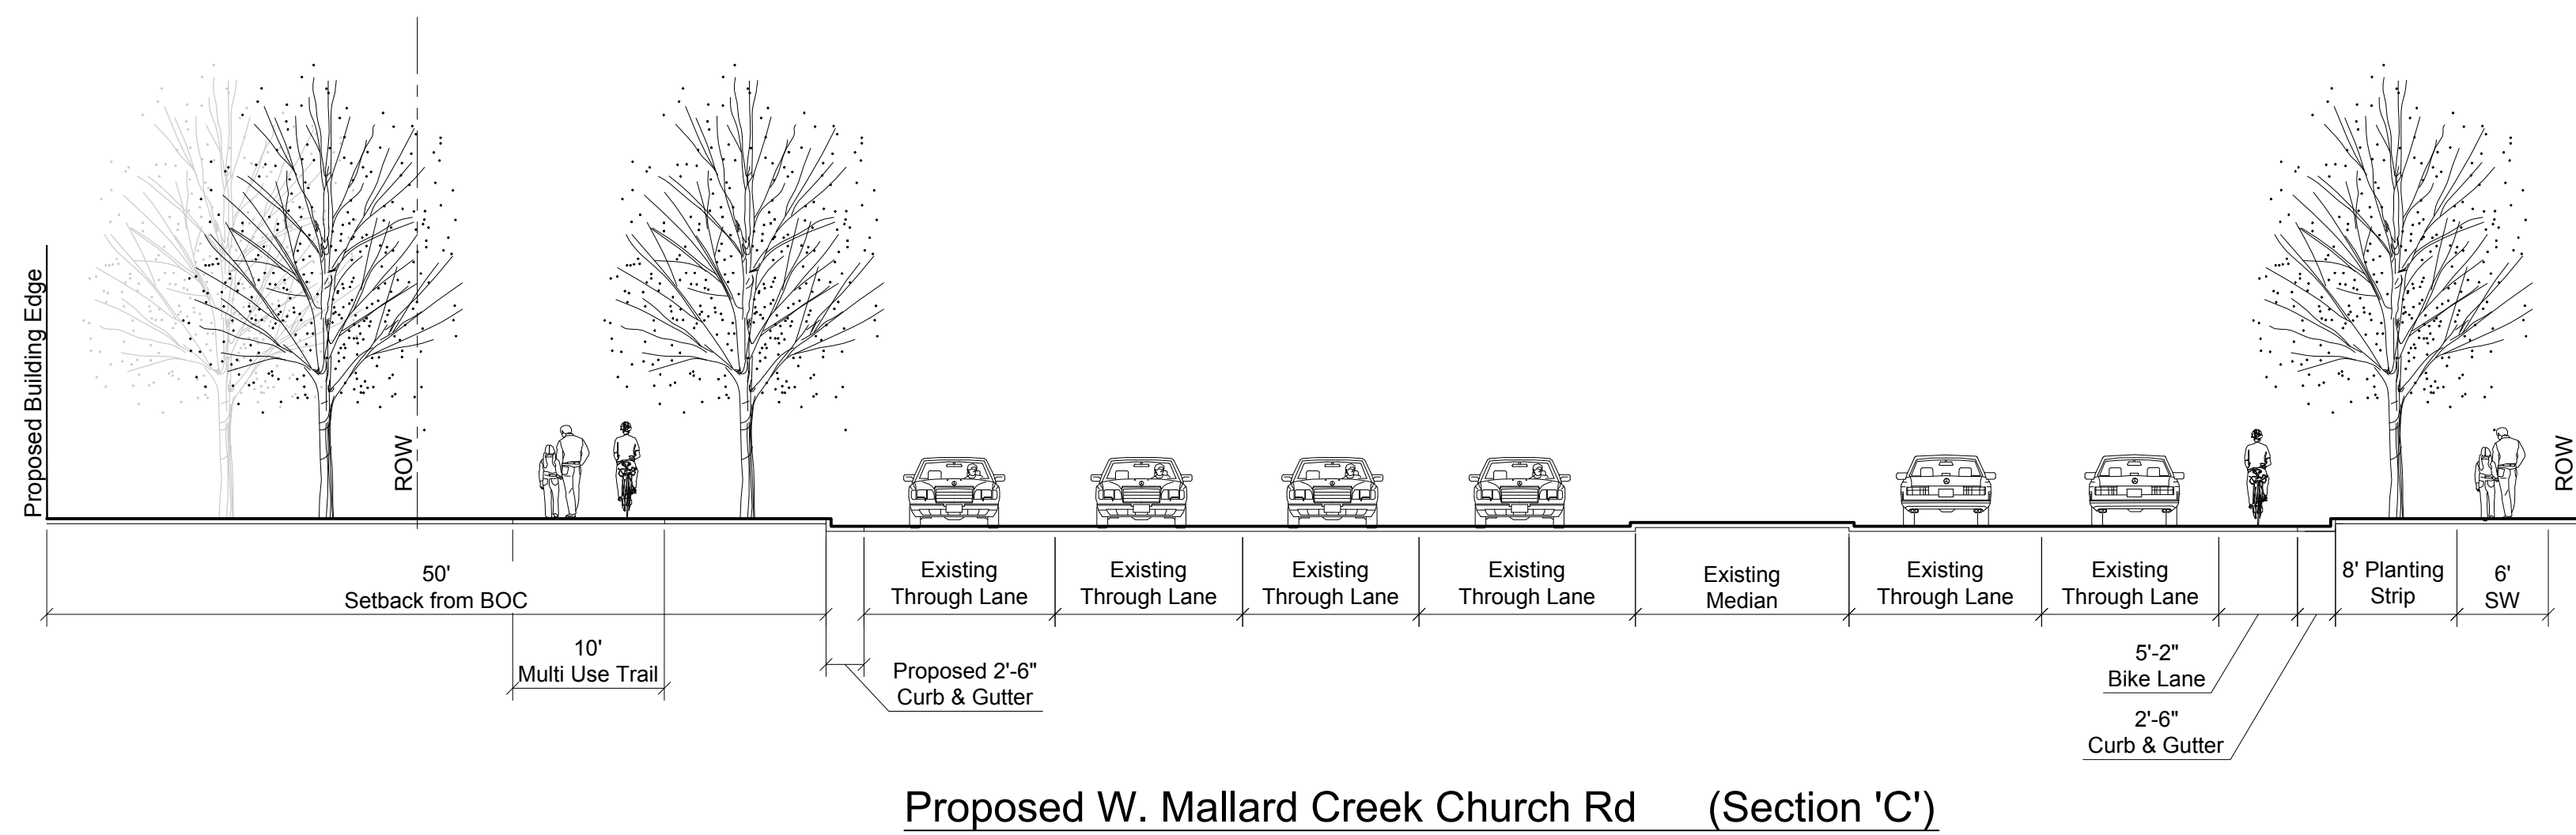 Proposed Building Edge
ROW
ROW
50'
Setback from BOC
Existing
Through Lane
Existing
Through Lane
Existing
Through Lane
Existing
Through Lane
Existing
Median
Existing
Through Lane
Existing
Through Lane
8' Planting
Strip
6'
SW
10'
Multi Use Trail
Proposed 2'-6"
Curb & Gutter
5'-2"
Bike Lane
2'-6"
Curb & Gutter
Proposed W. Mallard Creek Church Rd (Section 'C')